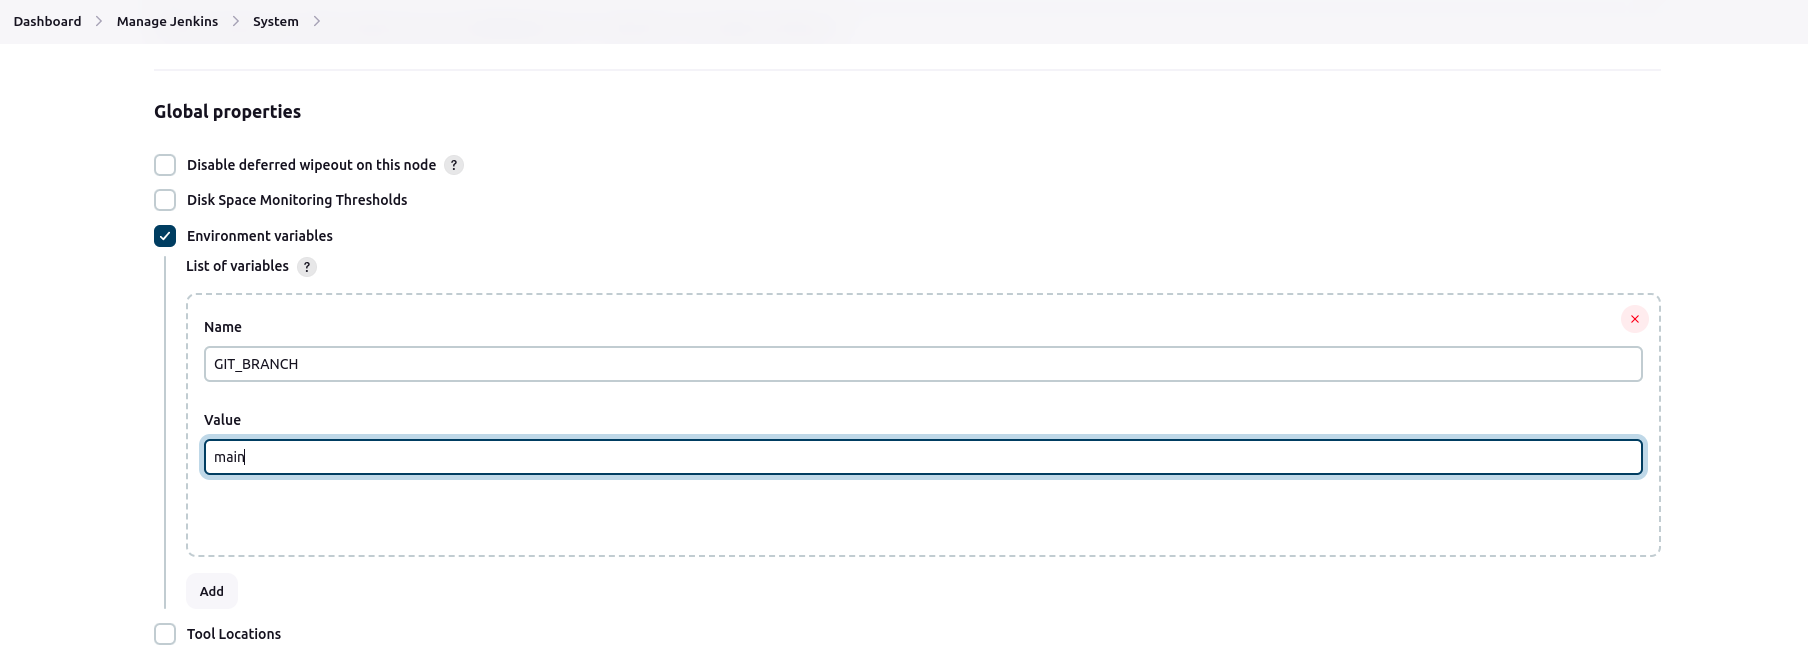 Dashboard > Manage Jenkins > System >
Global properties
Disable deferred wipeout on this node ?
Disk Space Monitoring Thresholds
Environment variables
List of variables ?
Name
GIT_BRANCH
Value
main
Add
Tool Locations